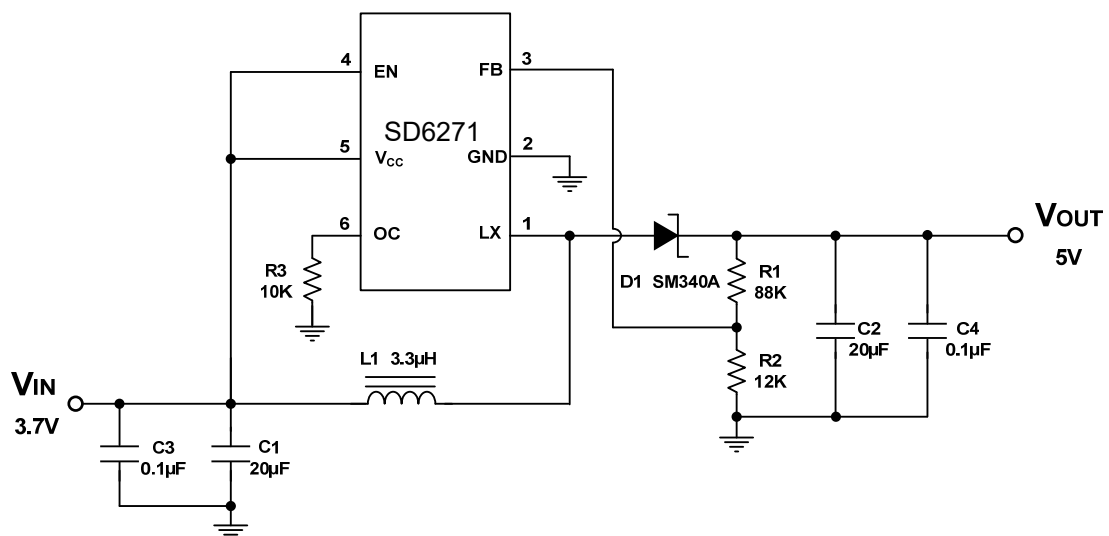 4
EN
FB
3
SD6271
5
VCC
GND
2
6
OC
LX
1
VOUT
5V
R3
10K
D1 SM340A
R1
88K
C2
20µF
C4
0.1µF
L1 3.3µH
R2
12K
VIN
3.7V
C3
0.1µF
C1
20µF